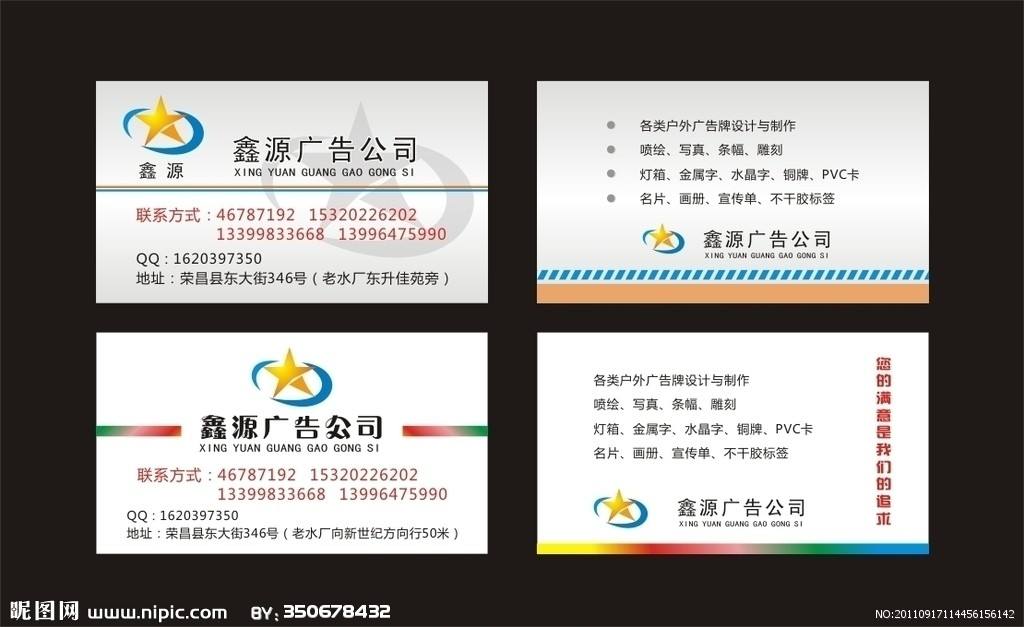 鑫源
鑫源广告公司
XING YUAN GUANG GAO GONG SI
联系方式：46787192 15320226202
13399833668 13996475990
QQ：1620397350
地址：荣昌县东大街346号（老水厂东升佳苑旁）
各类户外广告牌设计与制作
喷绘、写真、条幅、雕刻
灯箱、金属字、水晶字、铜牌、PVC卡
名片、画册、宣传单、不干胶标签
鑫源广告公司
XING YUAN GUANG GAO GONG SI
鑫源广告公司
XING YUAN GUANG GAO GONG SI
联系方式：46787192 15320226202
13399833668 13996475990
QQ：1620397350
地址：荣昌县东大街346号（老水厂向新世纪方向行50米）
各类户外广告牌设计与制作
喷绘、写真、条幅、雕刻
灯箱、金属字、水晶字、铜牌、PVC卡
名片、画册、宣传单、不干胶标签
您的满意是我们的追求
鑫源广告公司
XING YUAN GUANG GAO GONG SI
昵图网 www.nipic.com BY：350678432
NO:20110917114456156142